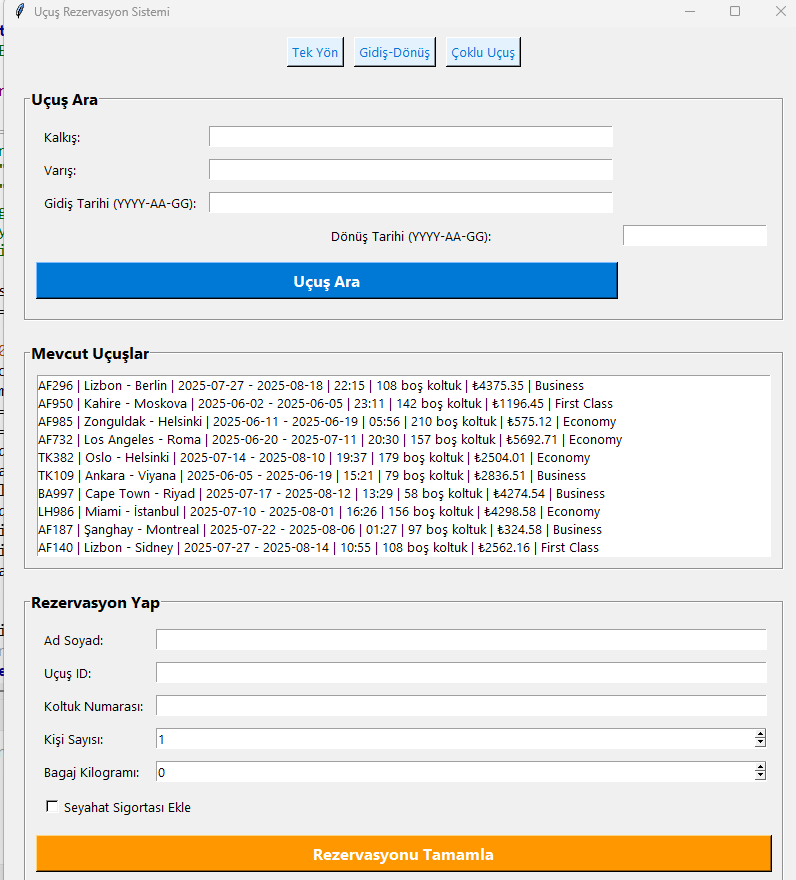 Uçuş Rezervasyon Sistemi
Tek Yön Gidiş-Dönüş Çoklu Uçuş
Uçuş Ara
Kalkış:
Varış:
Gidiş Tarihi (YYYY-AA-GG):
Dönüş Tarihi (YYYY-AA-GG):
Uçuş Ara
Mevcut Uçuşlar
AF296 | Lizbon - Berlin | 2025-07-27 - 2025-08-18 | 22:15 | 108 boş koltuk | ₺4375.35 | Business
AF950 | Kahire - Moskova | 2025-06-02 - 2025-06-05 | 23:11 | 142 boş koltuk | ₺1196.45 | First Class
AF985 | Zonguldak - Helsinki | 2025-06-11 - 2025-06-19 | 05:56 | 210 boş koltuk | ₺575.12 | Economy
AF732 | Los Angeles - Roma | 2025-06-20 - 2025-07-11 | 20:30 | 157 boş koltuk | ₺5692.71 | Economy
TK382 | Oslo - Helsinki | 2025-07-14 - 2025-08-10 | 19:37 | 179 boş koltuk | ₺2504.01 | Economy
TK109 | Ankara - Viyana | 2025-06-05 - 2025-06-19 | 15:21 | 79 boş koltuk | ₺2836.51 | Business
BA997 | Cape Town - Riyad | 2025-07-17 - 2025-08-12 | 13:29 | 58 boş koltuk | ₺4274.54 | Business
LH986 | Miami - İstanbul | 2025-07-10 - 2025-08-01 | 16:26 | 156 boş koltuk | ₺4298.58 | Economy
AF187 | Şanghay - Montreal | 2025-07-22 - 2025-08-06 | 01:27 | 97 boş koltuk | ₺324.58 | Business
AF140 | Lizbon - Sidney | 2025-07-27 - 2025-08-14 | 10:55 | 108 boş koltuk | ₺2562.16 | First Class
Rezervasyon Yap
Ad Soyad:
Uçuş ID:
Koltuk Numarası:
Kişi Sayısı: 1
Bagaj Kilogramı: 0
Seyahat Sigortası Ekle
Rezervasyonu Tamamla